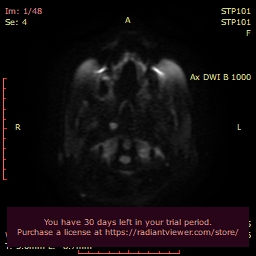 Im: 1/48
Se: 4
A
STP101
STP101
F
Ax DWI B 1000
R
L
You have 30 days left in your trial period.
Purchase a license at https://radiantviewer.com/store/